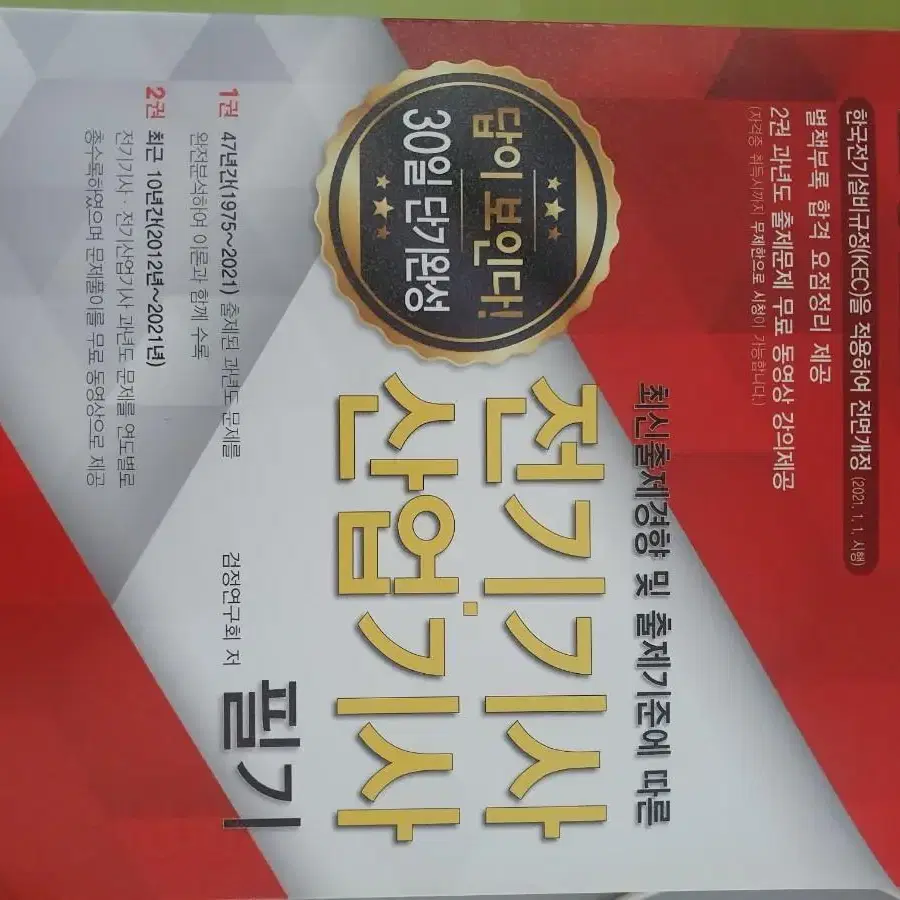 한국전기설비규정(KEC)을 적용하여 전면개정 (2021. 1. 1. 시행)
별책부록 합격 요점정리 제공
2권 과년도 출제문제 무료 동영상 강의제공
(자격증 취득시까지 무제한으로 시청이 가능합니다.)
답이 보인다!
30일 단기완성
최신출제경향 및 출제기준에 따른
전기기사·
산업기사
필기
검정연구회 저
1권 47년간(1975~2021) 출제된 과년도 문제를
완전분석하여 이론과 함께 수록
2권 최근 10년간(2012년~2021년)
전기기사·전기산업기사 과년도 문제를 연도별로
총수록하였으며 문제풀이를 무료 동영상으로 제공